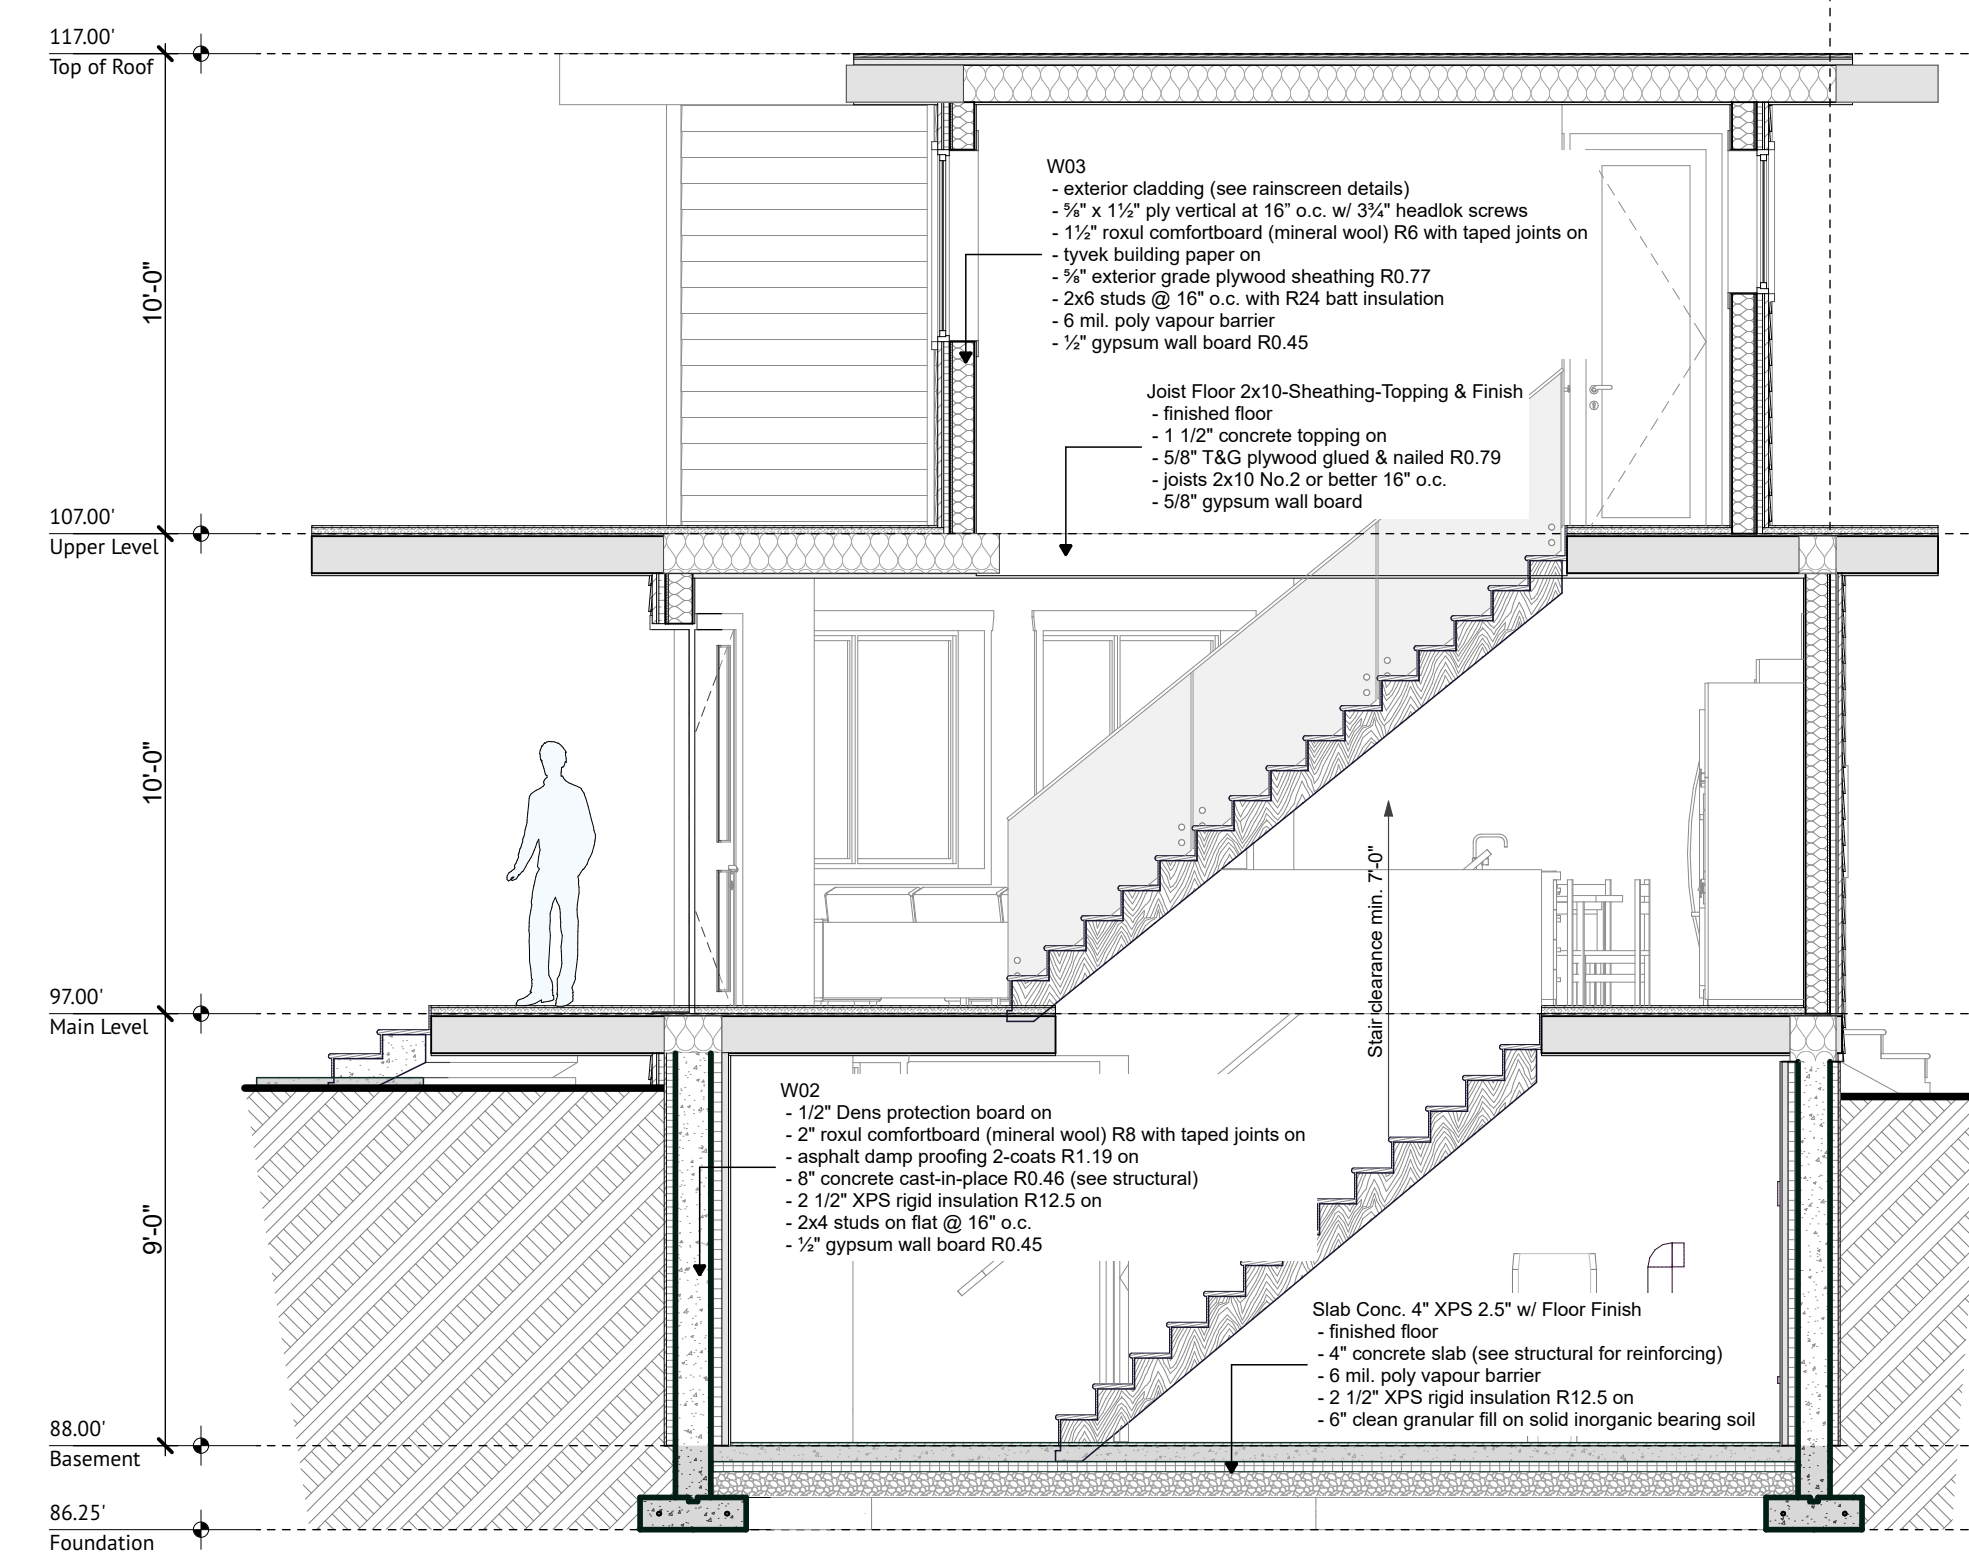 117.00'
Top of Roof
10'-0"
W03
- exterior cladding (see rainscreen details)
- ⅝" x 1½" ply vertical at 16” o.c. w/ 3¾" headlok screws
- 1½" roxul comfortboard (mineral wool) R6 with taped joints on
- tyvek building paper on
- ⅝" exterior grade plywood sheathing R0.77
- 2x6 studs @ 16" o.c. with R24 batt insulation
- 6 mil. poly vapour barrier
- ½" gypsum wall board R0.45
Joist Floor 2x10-Sheathing-Topping & Finish
- finished floor
- 1 1/2" concrete topping on
- 5/8" T&G plywood glued & nailed R0.79
- joists 2x10 No.2 or better 16" o.c.
- 5/8" gypsum wall board
107.00'
Upper Level
10'-0"
Stair clearance min. 7'-0"
97.00'
Main Level
W02
- 1/2" Dens protection board on
- 2" roxul comfortboard (mineral wool) R8 with taped joints on
- asphalt damp proofing 2-coats R1.19 on
- 8" concrete cast-in-place R0.46 (see structural)
- 2 1/2" XPS rigid insulation R12.5 on
- 2x4 studs on flat @ 16" o.c.
- ½" gypsum wall board R0.45
9'-0"
Slab Conc. 4" XPS 2.5" w/ Floor Finish
- finished floor
- 4" concrete slab (see structural for reinforcing)
- 6 mil. poly vapour barrier
- 2 1/2" XPS rigid insulation R12.5 on
- 6" clean granular fill on solid inorganic bearing soil
88.00'
Basement
86.25'
Foundation